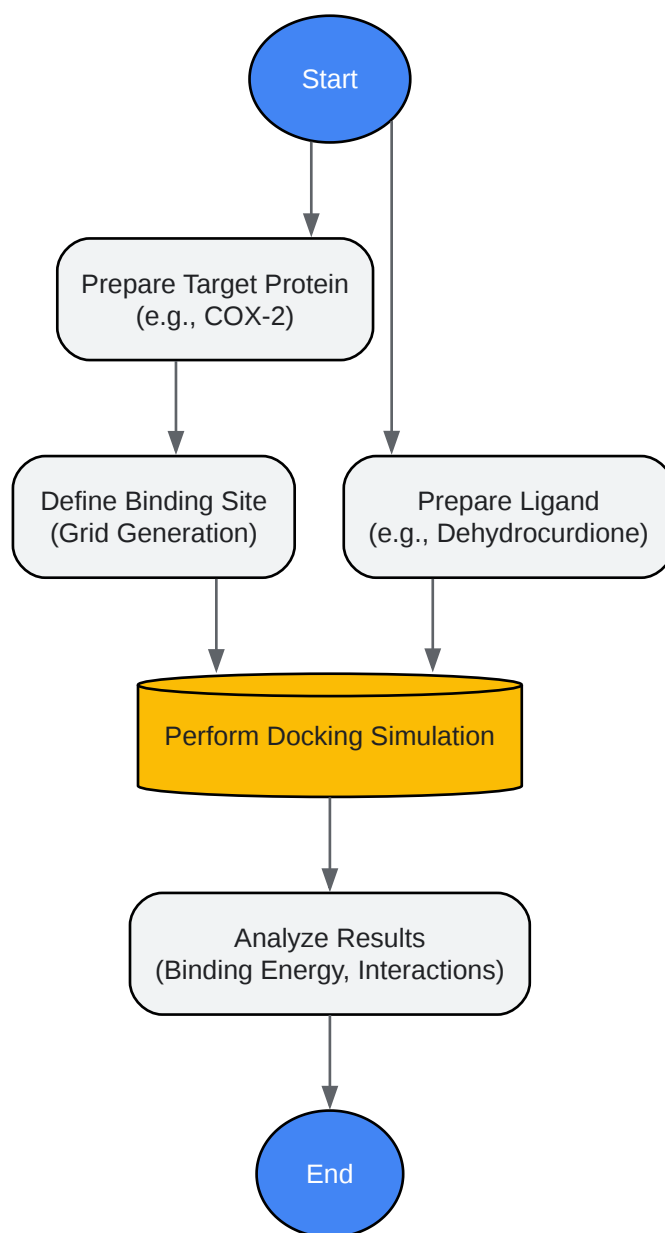 Start
Prepare Target Protein
(e.g., COX-2)
Define Binding Site
(Grid Generation)
Prepare Ligand
(e.g., Dehydrocurdione)
Perform Docking Simulation
Analyze Results
(Binding Energy, Interactions)
End